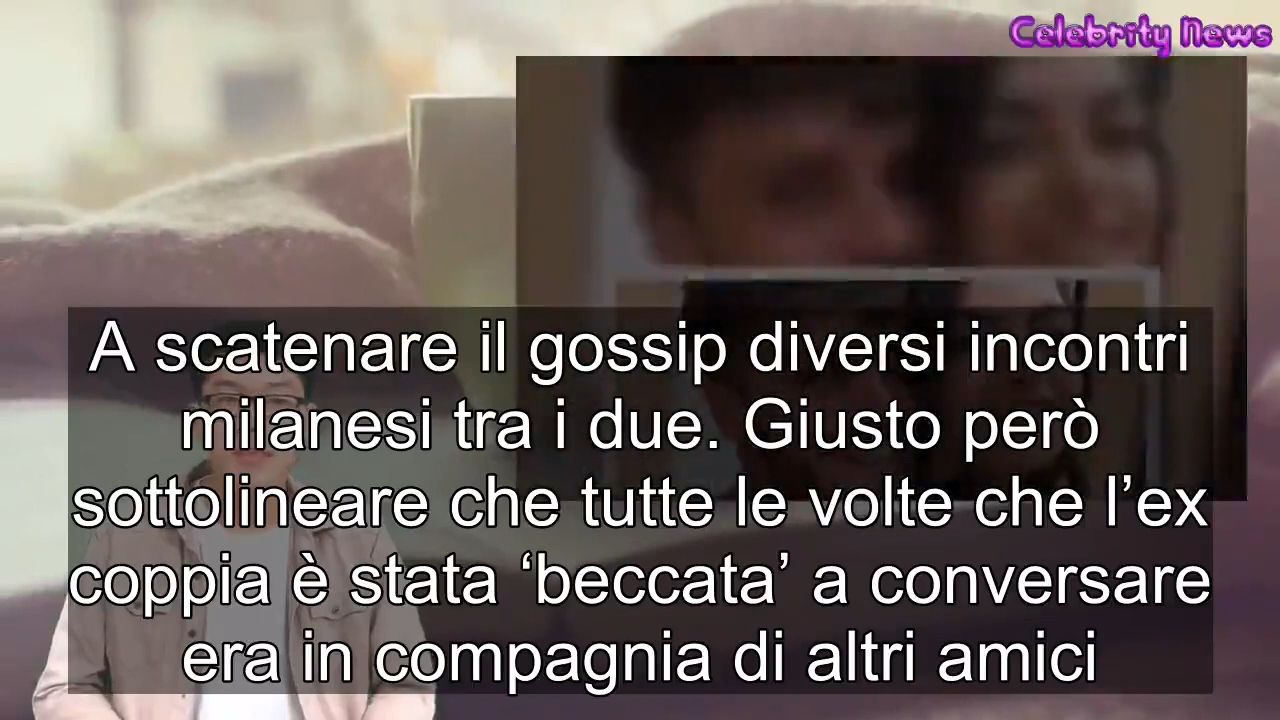 Celebrity News
A scatenare il gossip diversi incontri
milanesi tra i due. Giusto però
sottolineare che tutte le volte che l’ex
coppia è stata ‘beccata’ a conversare
era in compagnia di altri amici